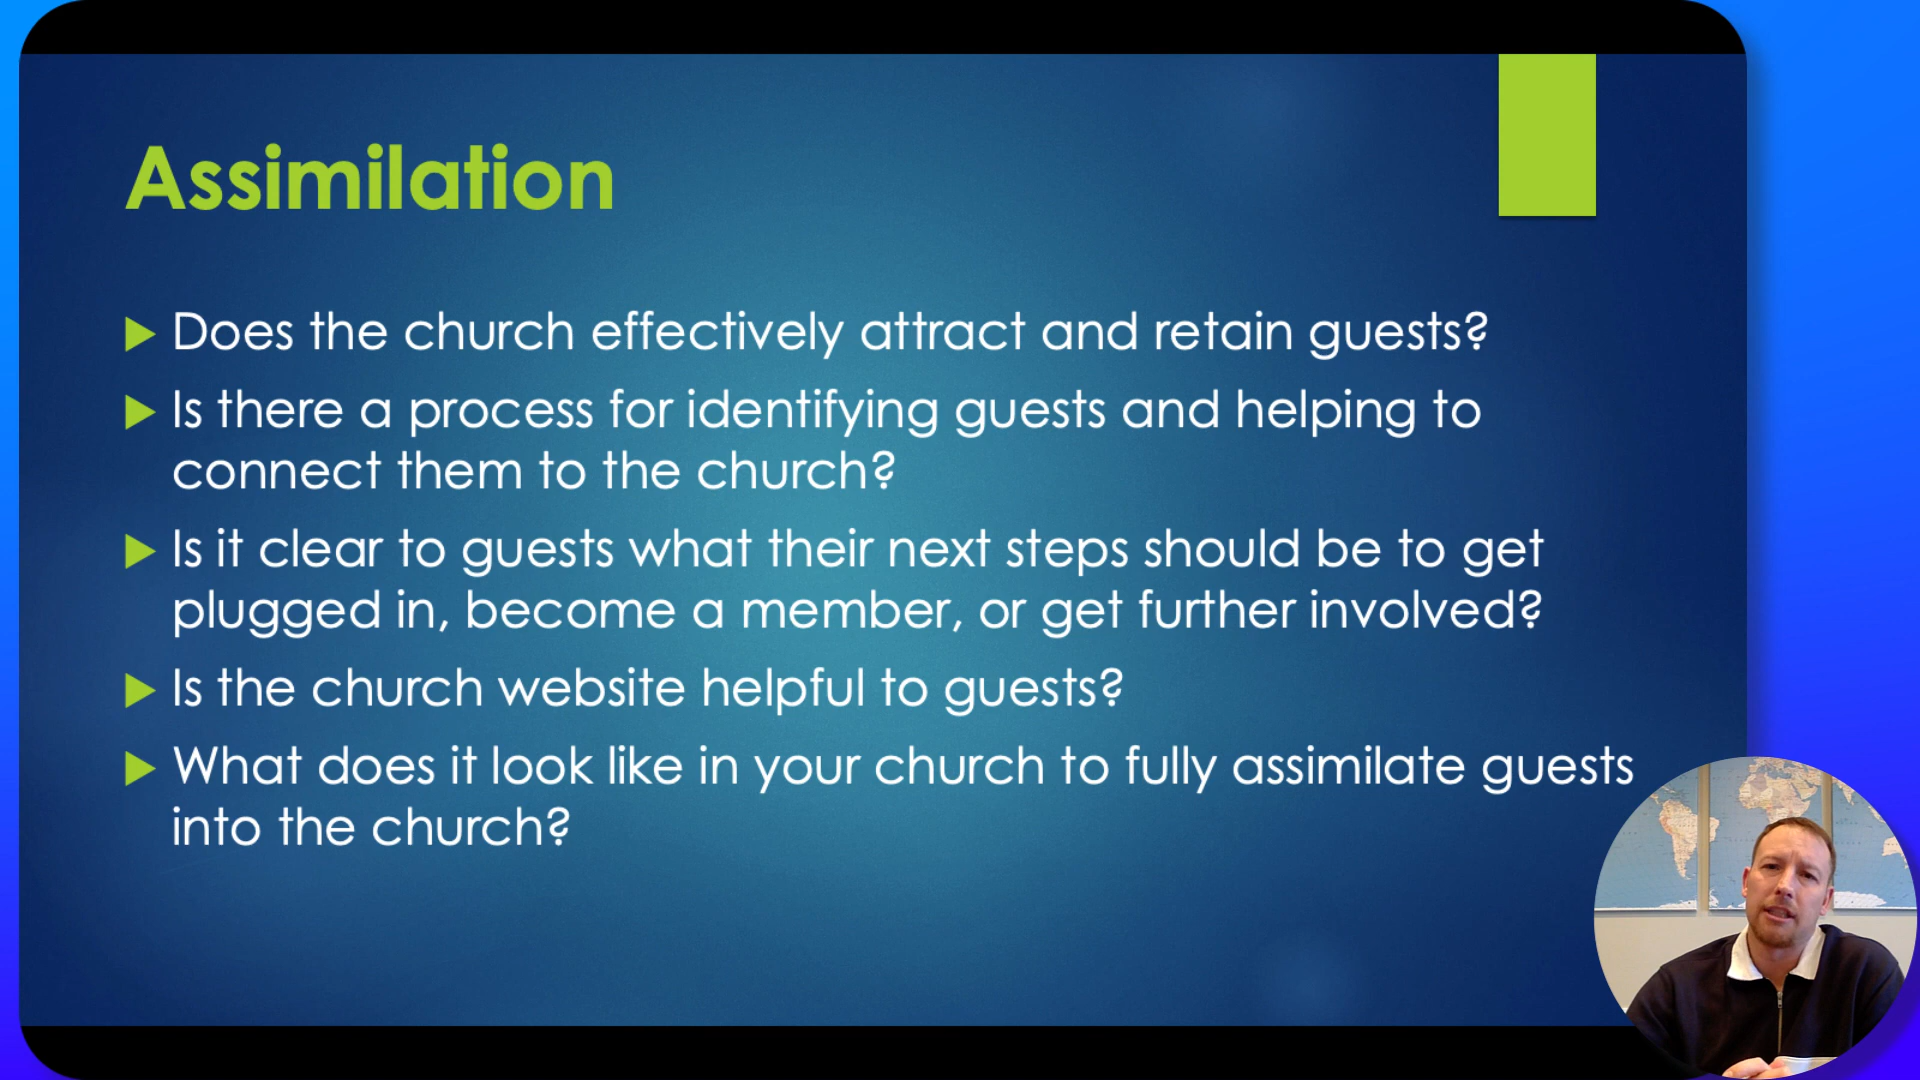 Assimilation
Does the church effectively attract and retain guests?
Is there a process for identifying guests and helping to
connect them to the church?
Is it clear to guests what their next steps should be to get
plugged in, become a member, or get further involved?
Is the church website helpful to guests?
What does it look like in your church to fully assimilate guests
into the church?